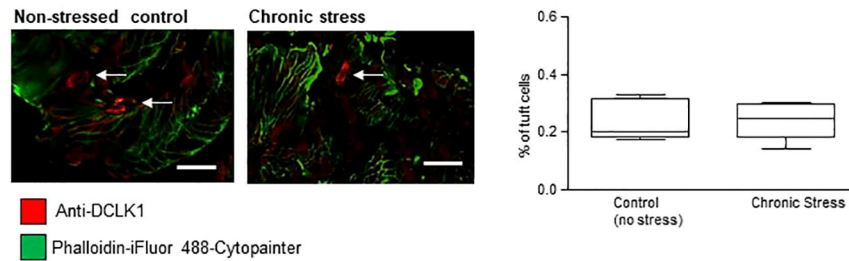 Non-stressed control
Chronic stress
Anti-DCLK1
Phalloidin-iFluor 488-Cytopainter
% of tuft cells
0.6
0.4
0.2
0.0
Control
(no stress)
Chronic Stress